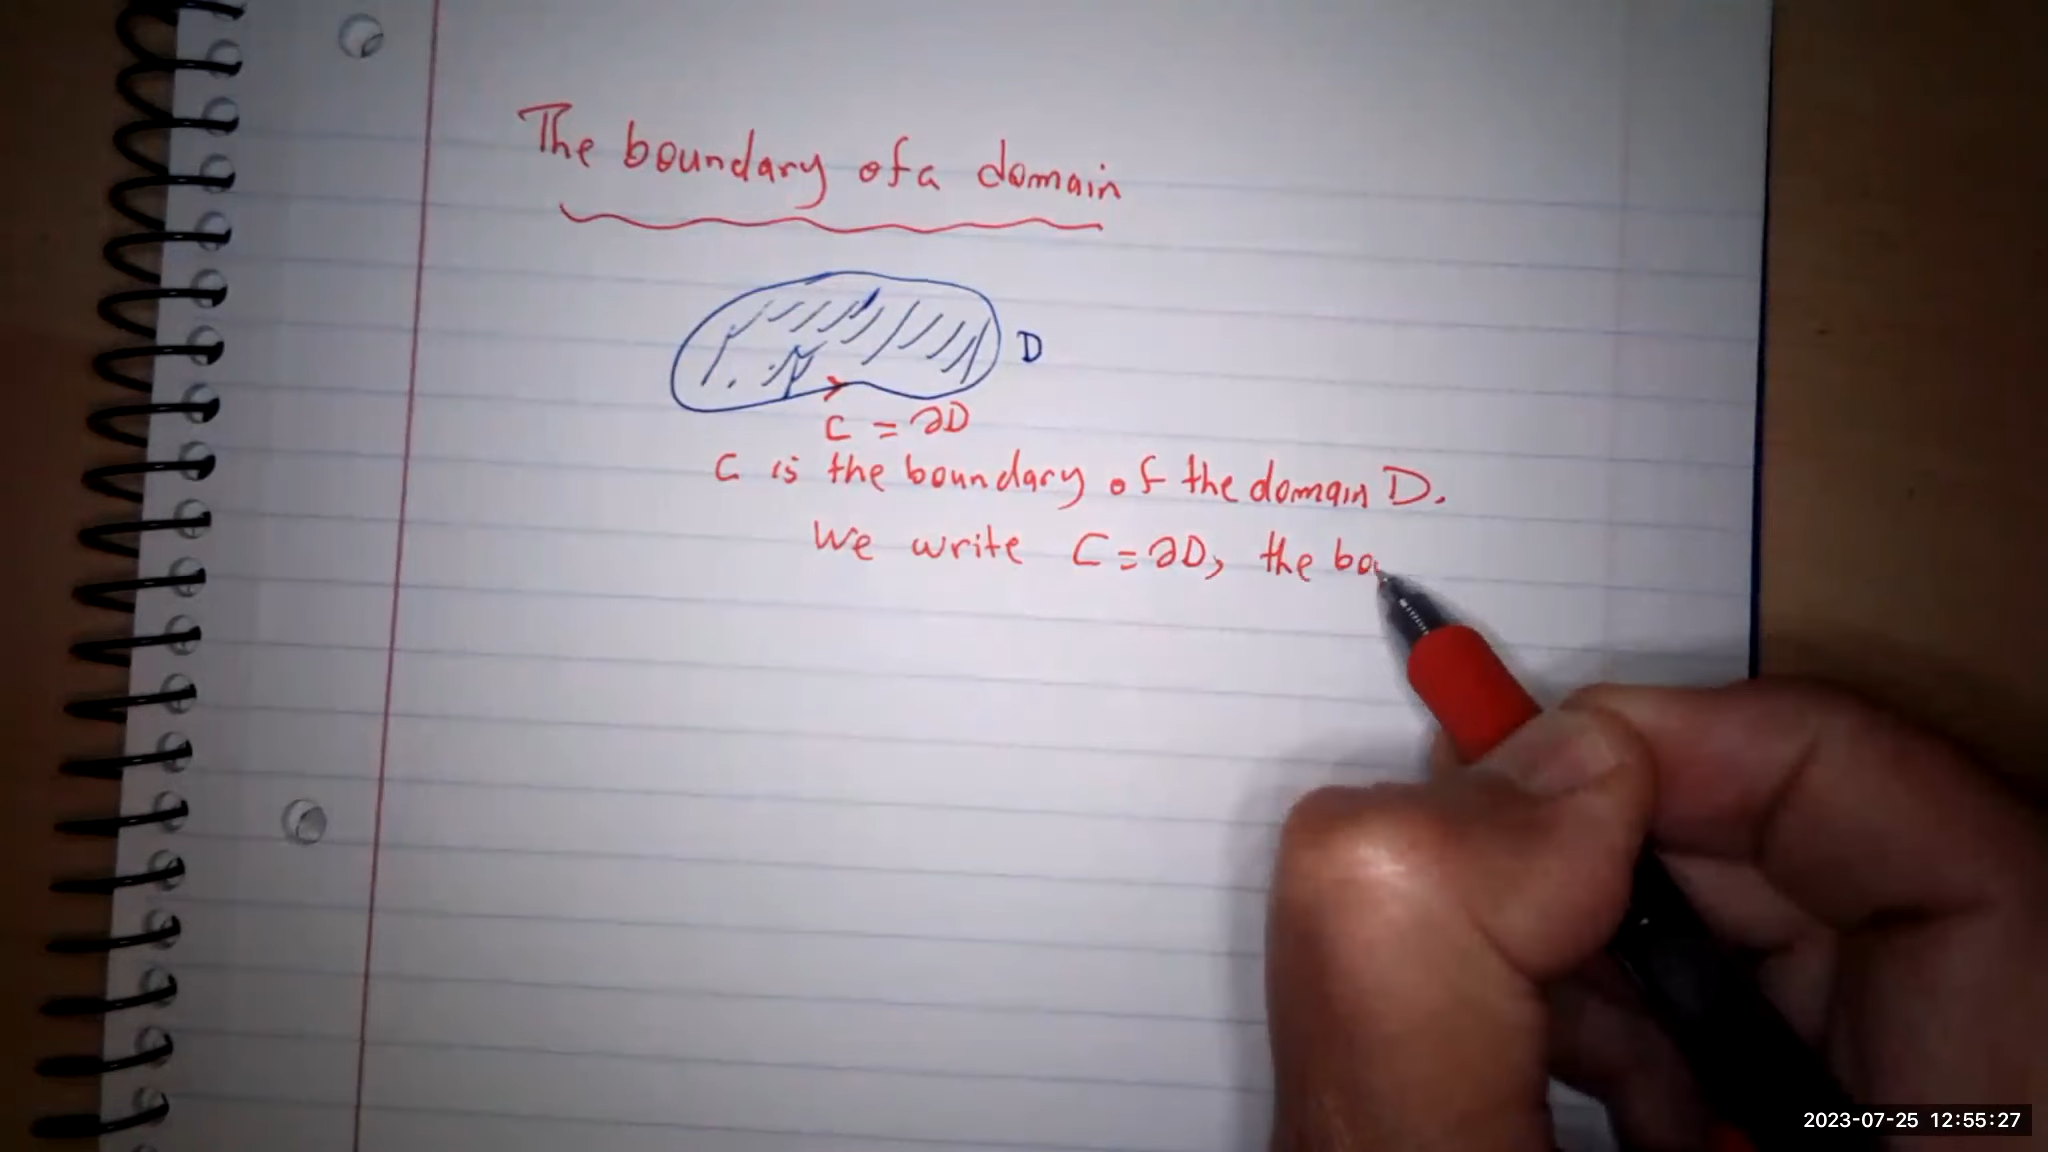 The boundary of a domain
D
C = ∂D
C is the boundary of the domain D.
We write C = ∂D, the bo
2023-07-25 12:55:27